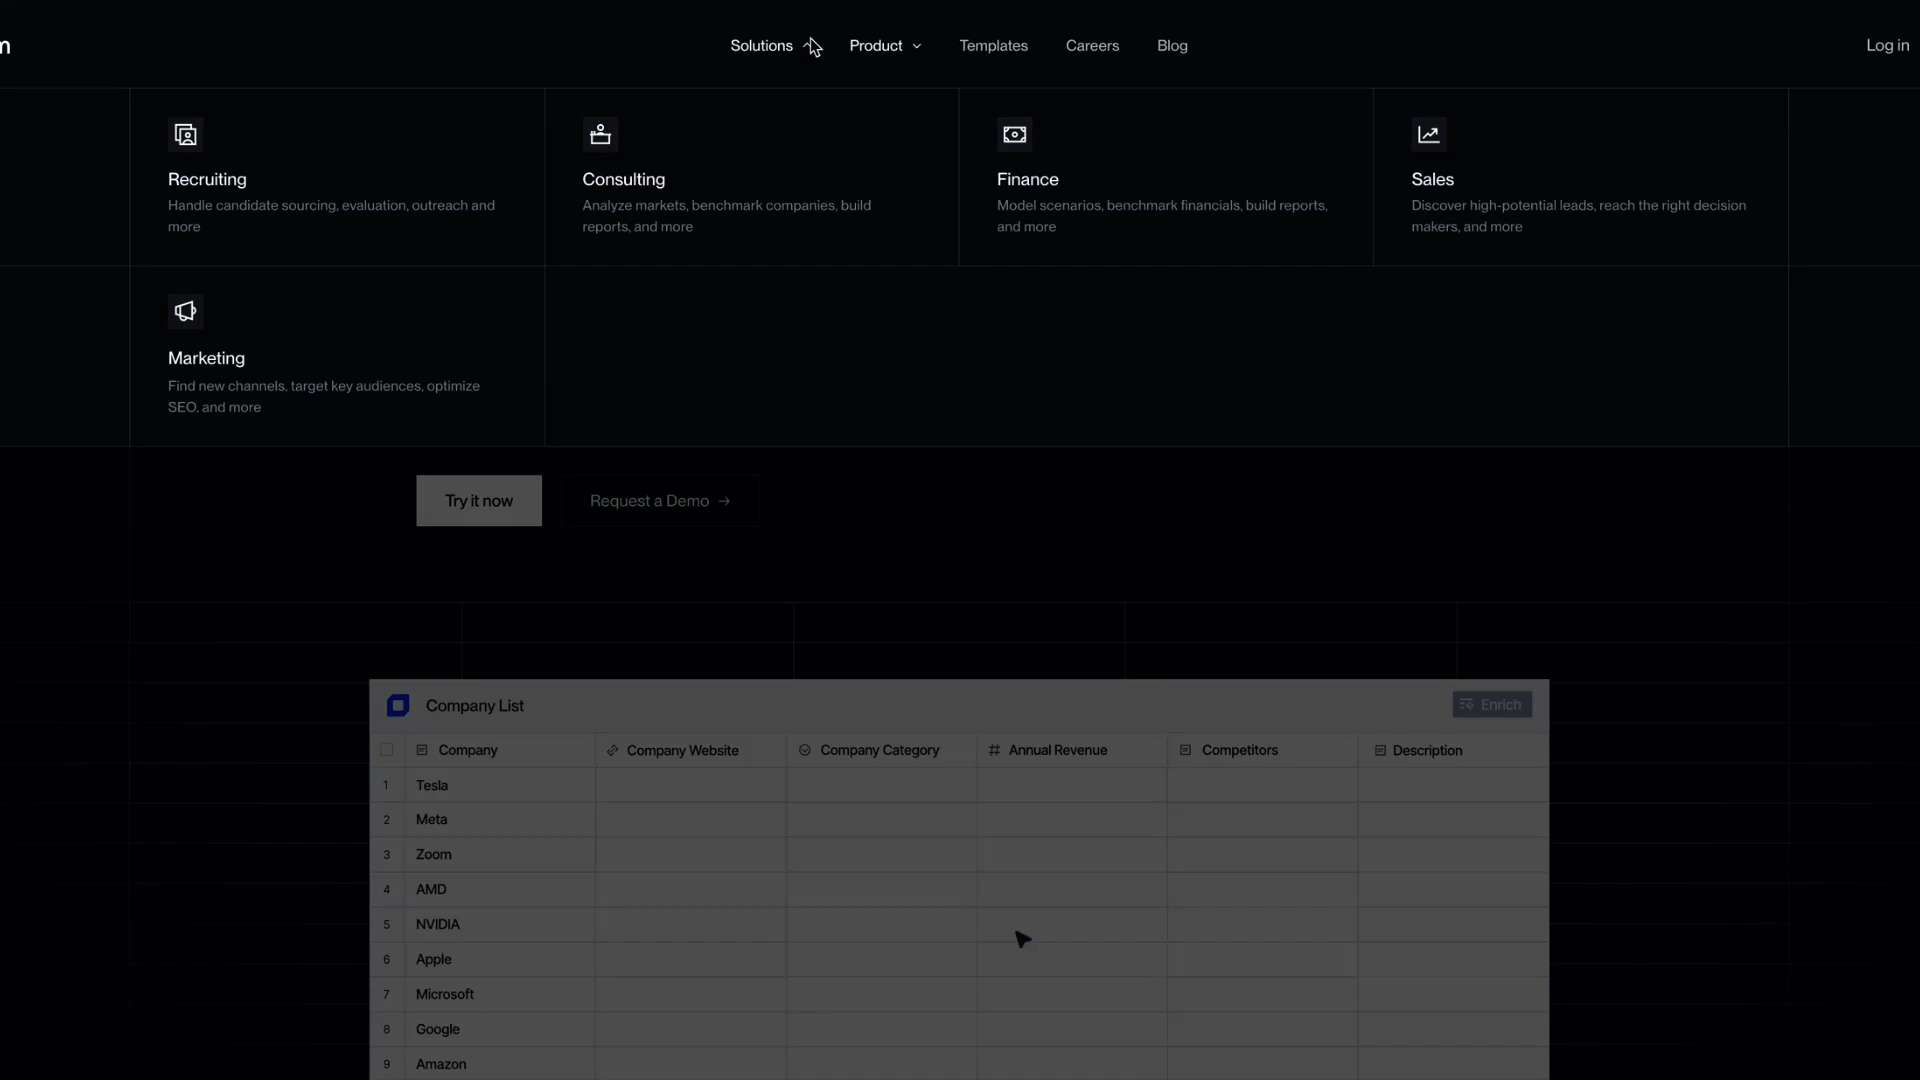 m
Solutions
Product
Templates
Careers
Blog
Log in
Recruiting
Handle candidate sourcing, evaluation, outreach and
more
Consulting
Analyze markets, benchmark companies, build
reports, and more
Finance
Model scenarios, benchmark financials, build reports,
and more
Sales
Discover high-potential leads, reach the right decision
makers, and more
Marketing
Find new channels, target key audiences, optimize
SEO, and more
Try it now
Request a Demo →
Company List
Enrich
Company
Company Website
Company Category
# Annual Revenue
Competitors
Description
1 Tesla
2 Meta
3 Zoom
4 AMD
5 NVIDIA
6 Apple
7 Microsoft
8 Google
9 Amazon